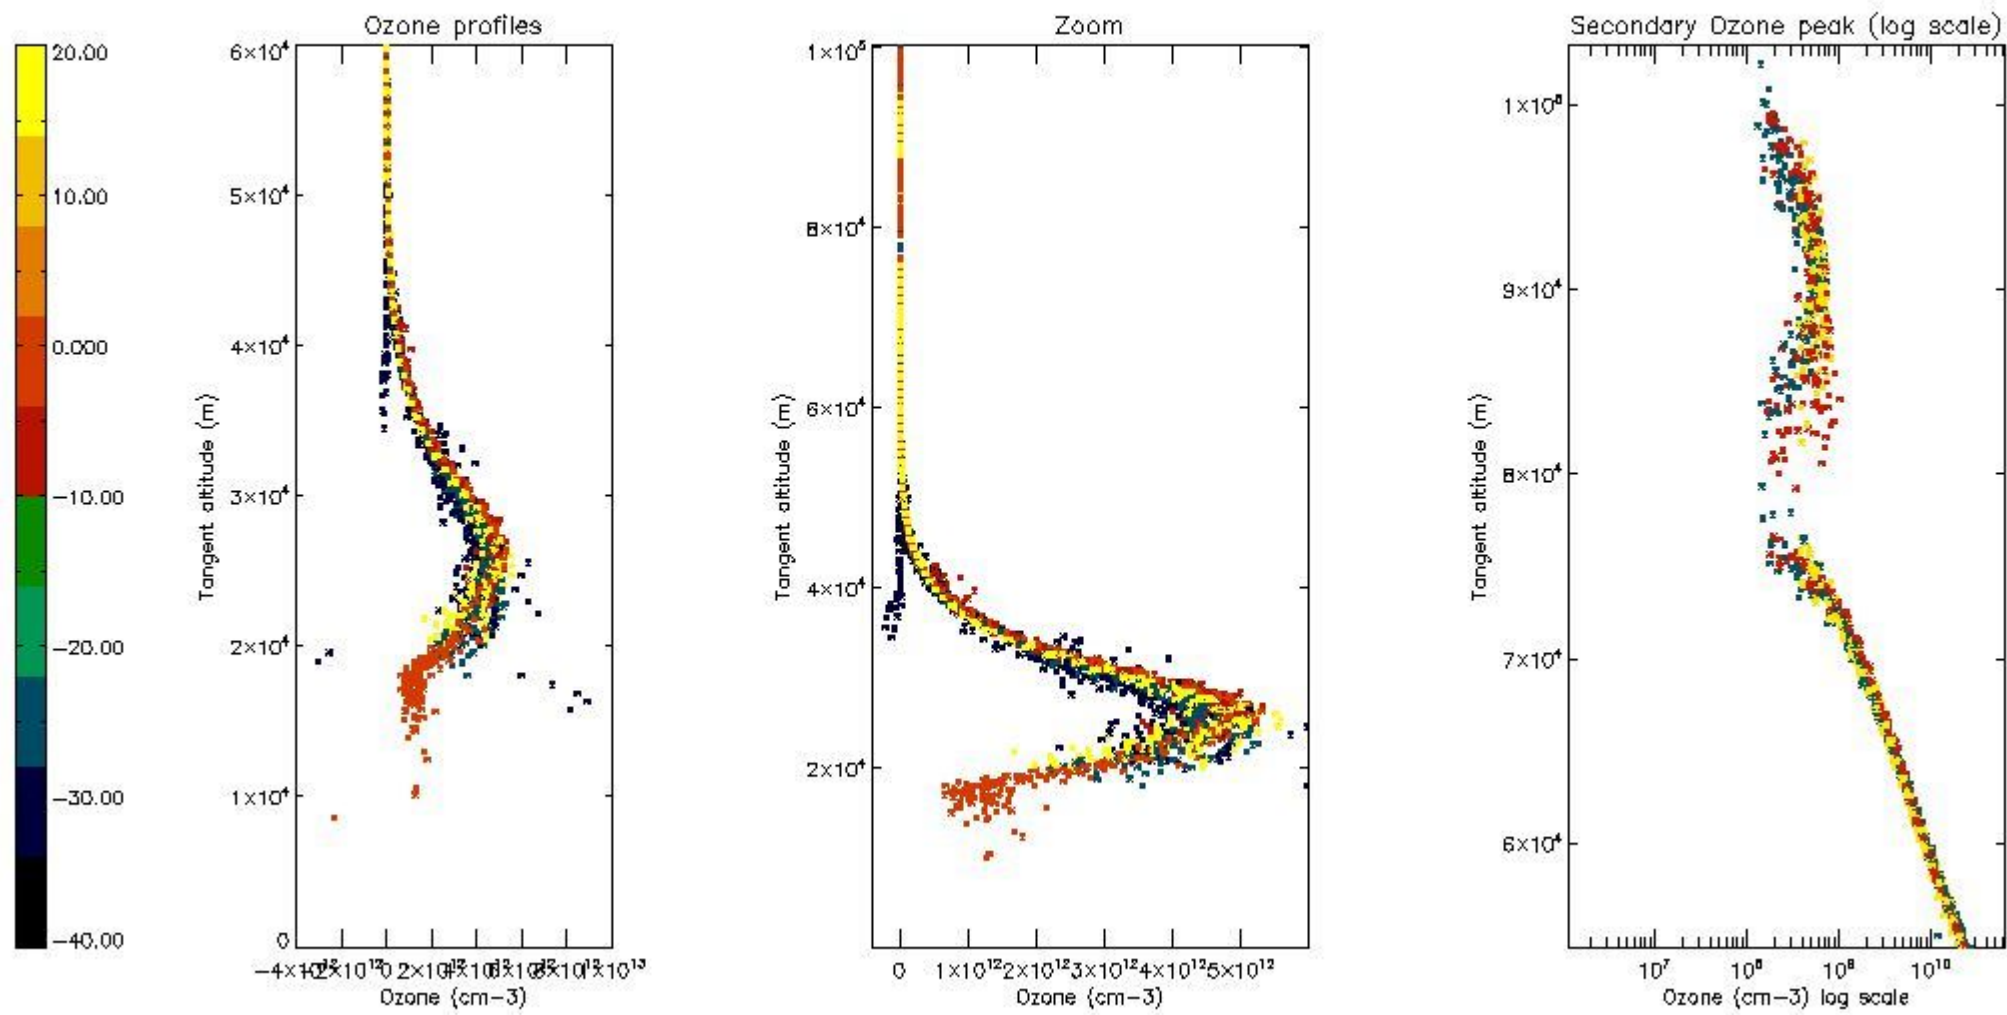 Ozone profiles
Zoom
Secondary Ozone peak (log scale)
20.00
10.00
0.000
−10.00
−20.00
−30.00
−40.00
6×10⁴
5×10⁴
4×10⁴
3×10⁴
2×10⁴
1×10⁴
0
Tangent altitude (m)
Ozone (cm−3)
1×10⁵
8×10⁴
6×10⁴
4×10⁴
2×10⁴
Tangent altitude (m)
0 1×10¹² 2×10¹² 3×10¹² 4×10¹² 5×10¹²
Ozone (cm−3)
9×10⁴
8×10⁴
7×10⁴
6×10⁴
Tangent altitude (m)
10⁷ 10¹⁰
Ozone (cm−3) log scale